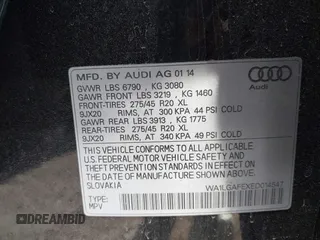 MFD. BY AUDI AG 01 14
GVWR LBS 6790 , KG 3080
GAWR FRONT LBS 3219 , KG 1460
FRONT-TIRES 275/45 R20 XL
9JX20 RIMS, AT 300 KPA 44 PSI COLD
GAWR REAR LBS 3913 , KG 1775
REAR-TIRES 275/45 R20 XL
9JX20 RIMS, AT 340 KPA 49 PSI COLD
Audi
THIS VEHICLE CONFORMS TO ALL APPLICABLE
U.S. FEDERAL MOTOR VEHICLE SAFETY
STANDARDS IN EFFECT ON THE DATE
OF MANUFACTURE SHOWN ABOVE.
SLOVAKIA
TYPE:
MPV
DREAMBID